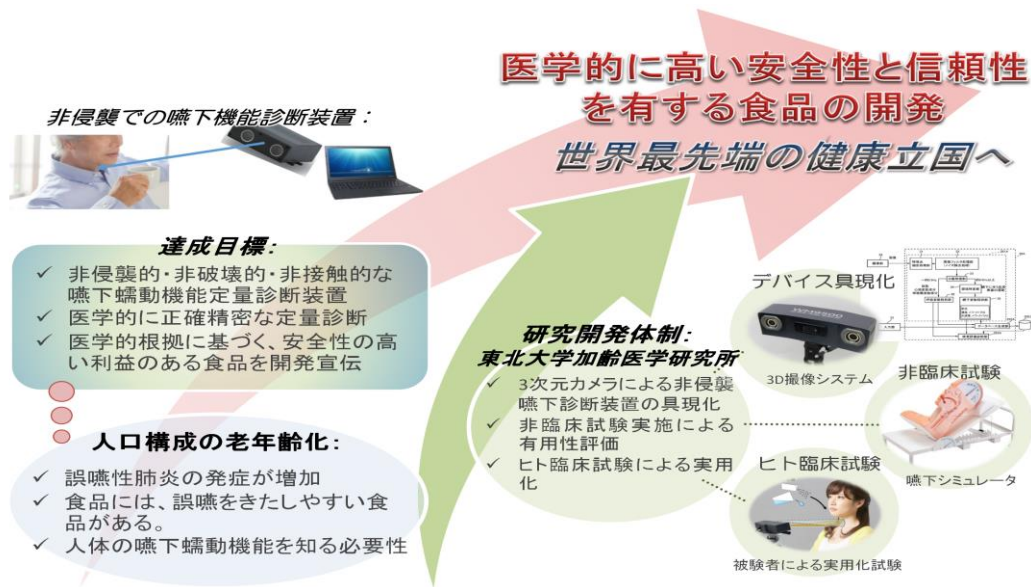 医学的に高い安全性と信頼性
を有する食品の開発
世界最先端の健康立国へ
非侵襲での嚥下機能診断装置：
達成目標：
✓ 非侵襲的・非破壊的・非接触的な
嚥下蠕動機能定量診断装置
✓ 医学的に正確精密な定量診断
✓ 医学的根拠に基づく、安全性の高
い利益のある食品を開発宣伝
人口構成の老年齢化：
✓ 誤嚥性肺炎の発症が増加
✓ 食品には、誤嚥をきたしやすい食
品がある。
✓ 人体の嚥下蠕動機能を知る必要性
研究開発体制：
東北大学加齢医学研究所
✓ 3次元カメラによる非侵襲
嚥下診断装置の具現化
✓ 非臨床試験実施による
有用性評価
✓ ヒト臨床試験による実用
化
デバイス具現化
3D撮像システム
非臨床試験
嚥下シミュレータ
ヒト臨床試験
被験者による実用化試験